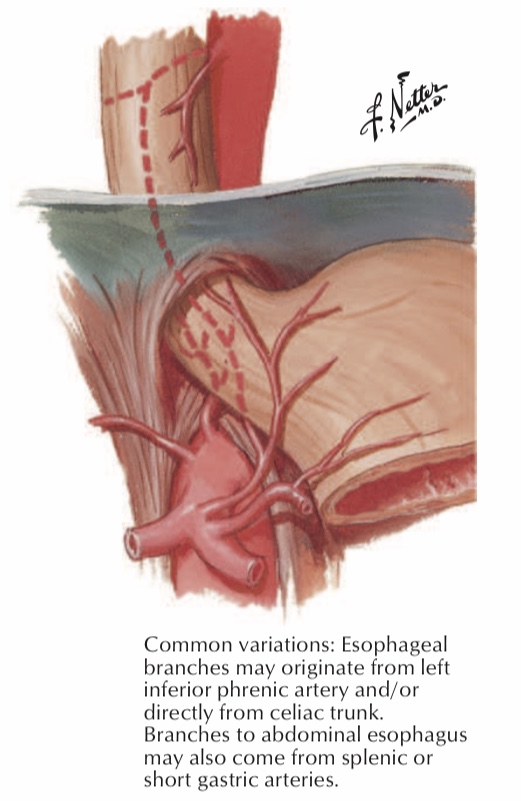 F. Netter
M.D.
Common variations: Esophageal
branches may originate from left
inferior phrenic artery and/or
directly from celiac trunk.
Branches to abdominal esophagus
may also come from splenic or
short gastric arteries.